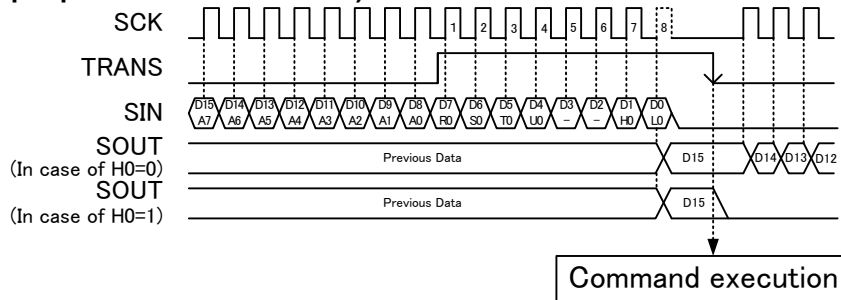 SCK
1 2 3 4 5 6 7 8
TRANS
SIN
D15 D14 D13 D12 D11 D10 D9 D8 D7 D6 D5 D4 D3 D2 D1 D0
A7 A6 A5 A4 A3 A2 A1 A0 R0 S0 T0 U0 - - H0 L0
SOUT
(In case of H0=0)
Previous Data D15 D14 D13 D12
SOUT
(In case of H0=1)
Previous Data D15
Command execution